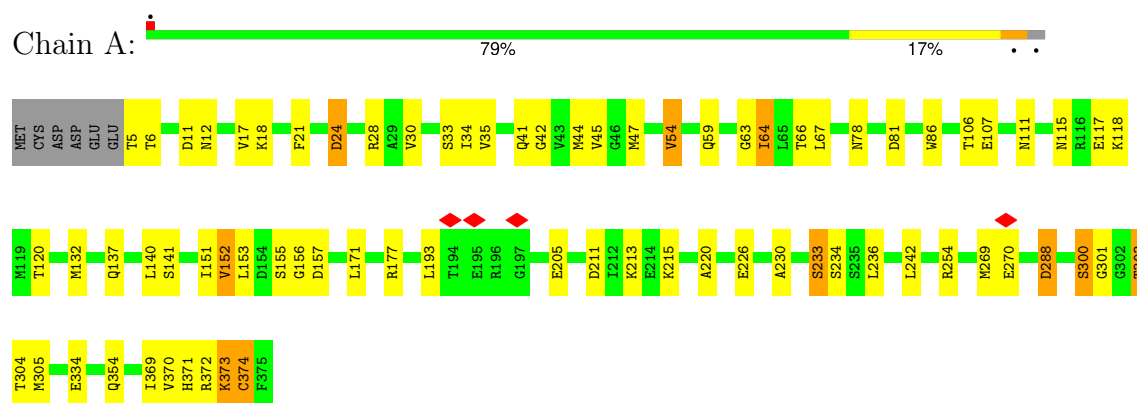 Chain A:
79% 17% • •
MET CYS ASP ASP GLU GLU T5 T6 D11 N12 V17 K18 F21 D24 R28 A29 V30 S33 I34 V35 Q41 G42 V43 M44 V45 G46 M47 V54 Q59 G63 I64 L65 T66 L67 N78 D81 W86 T106 E107 N111 N115 R116 E117 K118
M119 T120 M132 Q137 L140 S141 I151 V152 L153 D154 S155 G156 D157 L171 R177 L193 T194 E195 R196 G197 E205 D211 I212 K213 E214 K215 A220 E226 A230 S233 S234 S235 L236 L242 R254 M269 E270 D288 S300 G301 G302
T304 M305 E334 Q354 I369 V370 H371 R372 K373 C374 F375